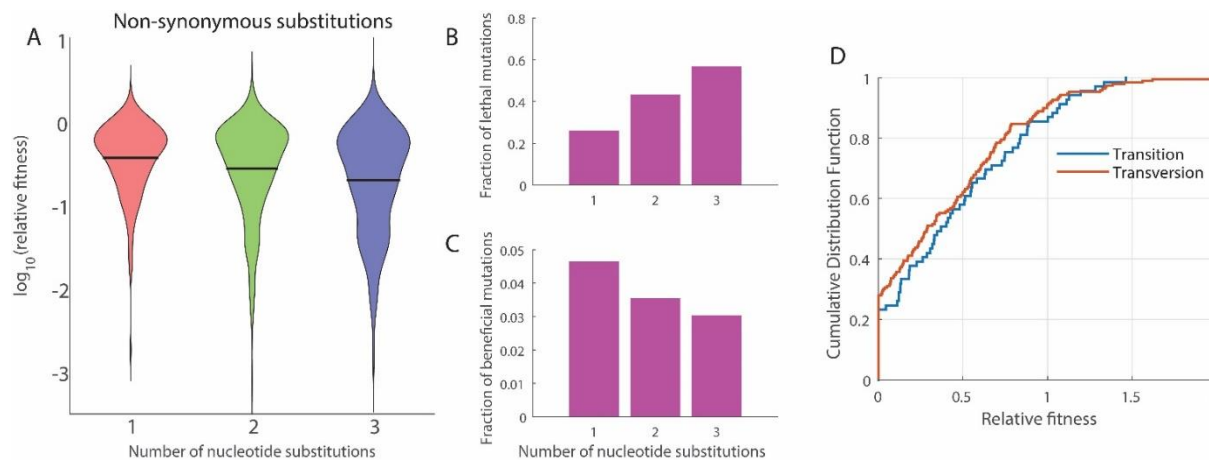 Non-synonymous substitutions
A
1
0
-1
-2
-3
log10(relative fitness)
1 2 3
Number of nucleotide substitutions
B
0.8
0.6
0.4
0.2
0
Fraction of lethal mutations
1 2 3
C
0.05
0.04
0.03
0.02
0.01
0.00
Fraction of beneficial mutations
1 2 3
Number of nucleotide substitutions
D
1
0.8
0.6
0.4
0.2
0
Cumulative Distribution Function
Transition
Transversion
0 0.5 1 1.5
Relative fitness